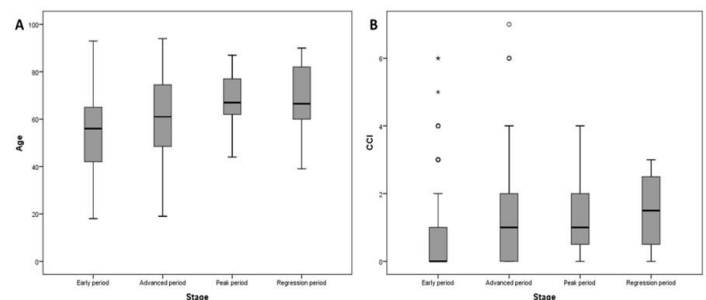 A
100
80
60
40
20
0
Age
Early period Advanced period Peak period Regression period
Stage
B
6
4
2
0
CCI
Early period Advanced period Peak period Regression period
Stage